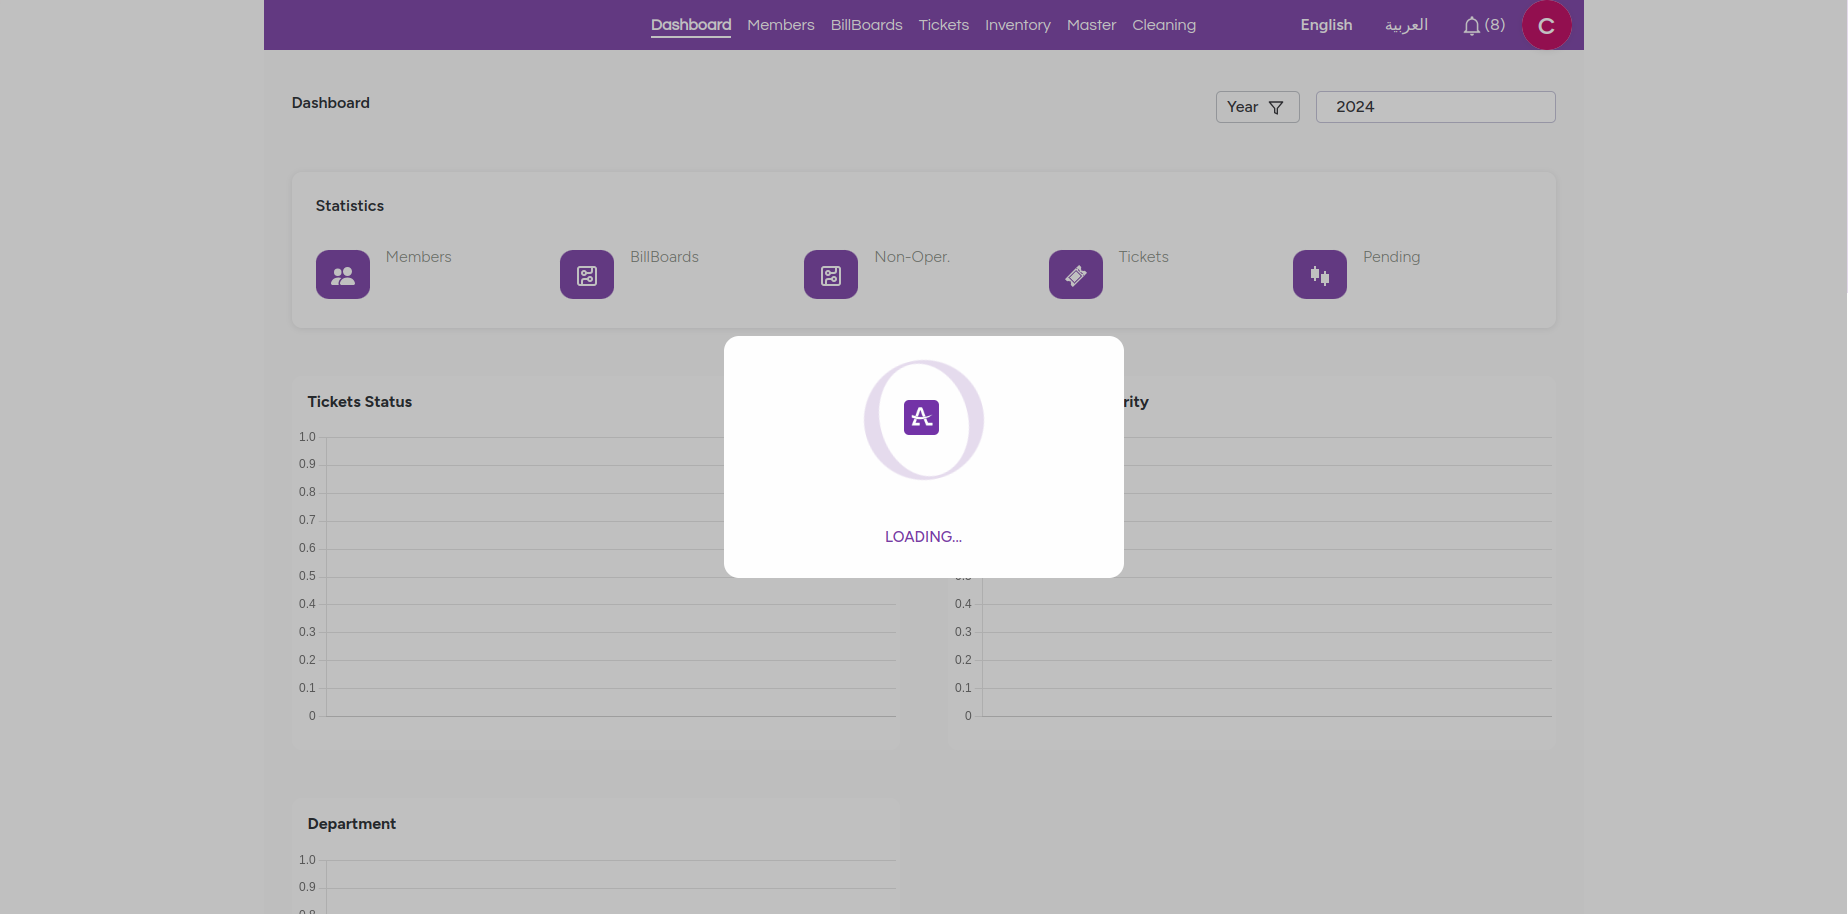 Dashboard Members BillBoards Tickets Inventory Master Cleaning English العربية (8) C
Dashboard
Year 2024
Statistics
Members BillBoards Non-Oper. Tickets Pending
Tickets Status
1.0
0.9
0.8
0.7
0.6
0.5
0.4
0.3
0.2
0.1
0
rity
0.4
0.3
0.2
0.1
0
LOADING...
Department
1.0
0.9